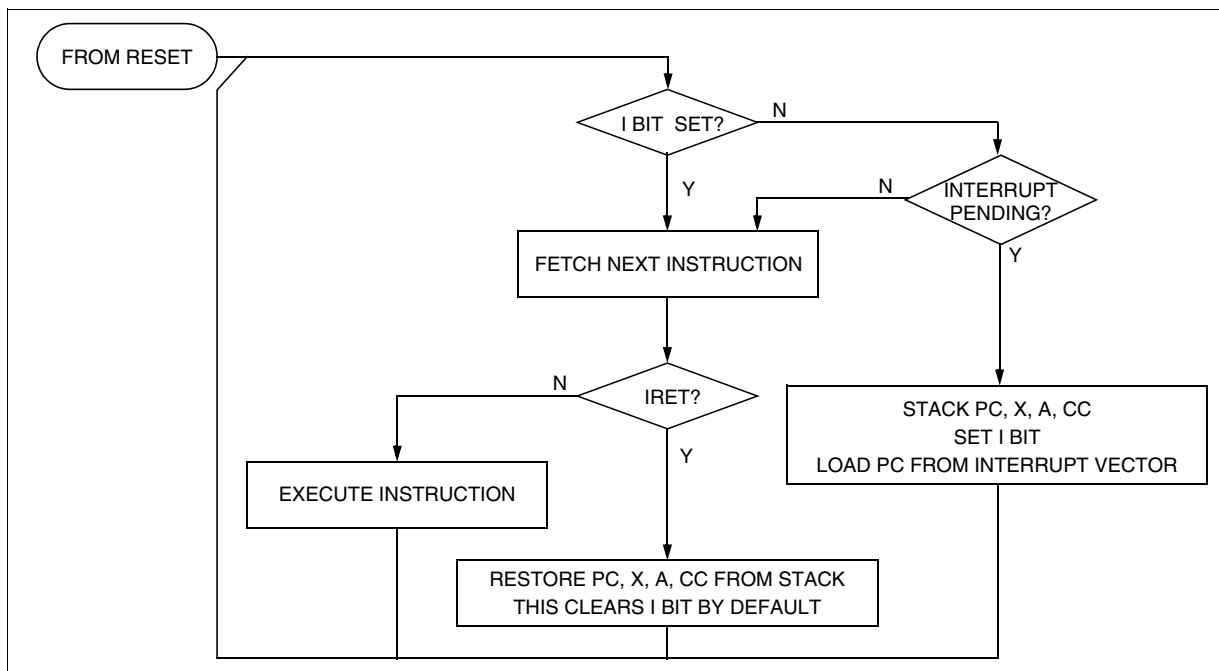 FROM RESET
I BIT SET?
N
Y
N
INTERRUPT
PENDING?
Y
FETCH NEXT INSTRUCTION
N
IRET?
Y
STACK PC, X, A, CC
SET I BIT
LOAD PC FROM INTERRUPT VECTOR
EXECUTE INSTRUCTION
RESTORE PC, X, A, CC FROM STACK
THIS CLEARS I BIT BY DEFAULT